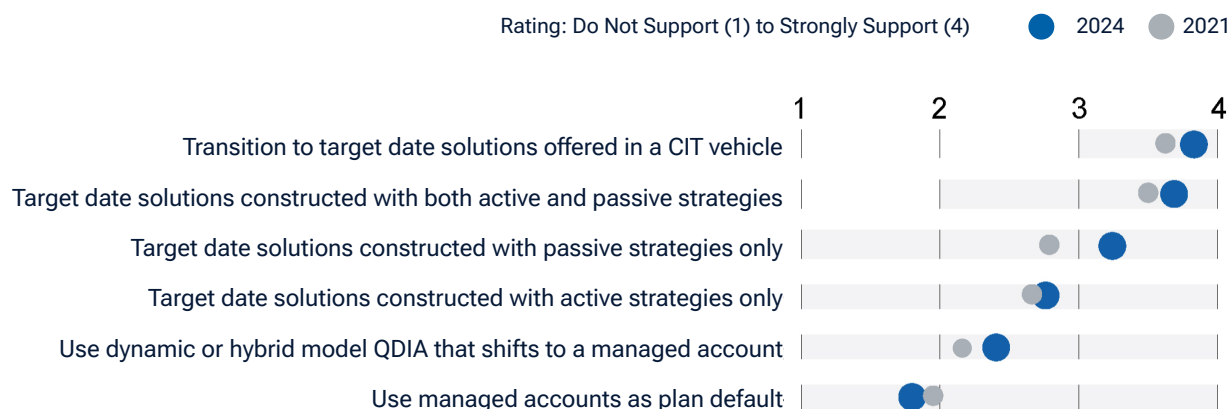 Rating: Do Not Support (1) to Strongly Support (4) 2024 2021
1 2 3 4
Transition to target date solutions offered in a CIT vehicle
Target date solutions constructed with both active and passive strategies
Target date solutions constructed with passive strategies only
Target date solutions constructed with active strategies only
Use dynamic or hybrid model QDIA that shifts to a managed account
Use managed accounts as plan default